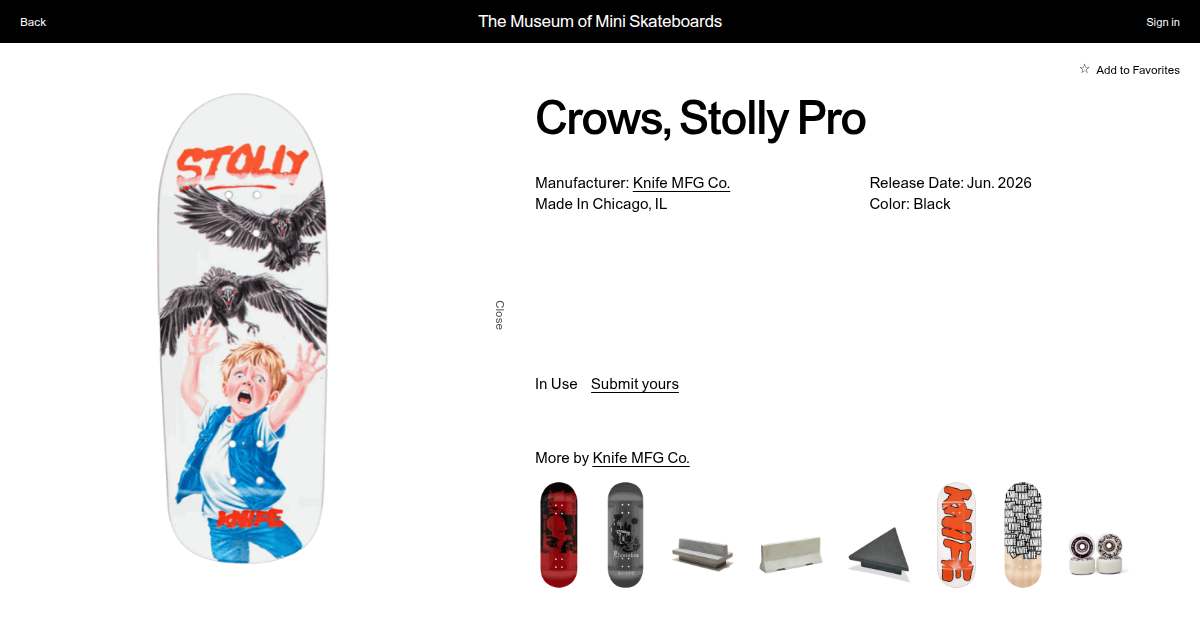 Back
The Museum of Mini Skateboards
Sign in
☆ Add to Favorites
Crows, Stolly Pro
STOLLY
Manufacturer: Knife MFG Co.
Made In Chicago, IL
Release Date: Jun. 2026
Color: Black
Close
In Use Submit yours
More by Knife MFG Co.
KNIFE
KNIFE